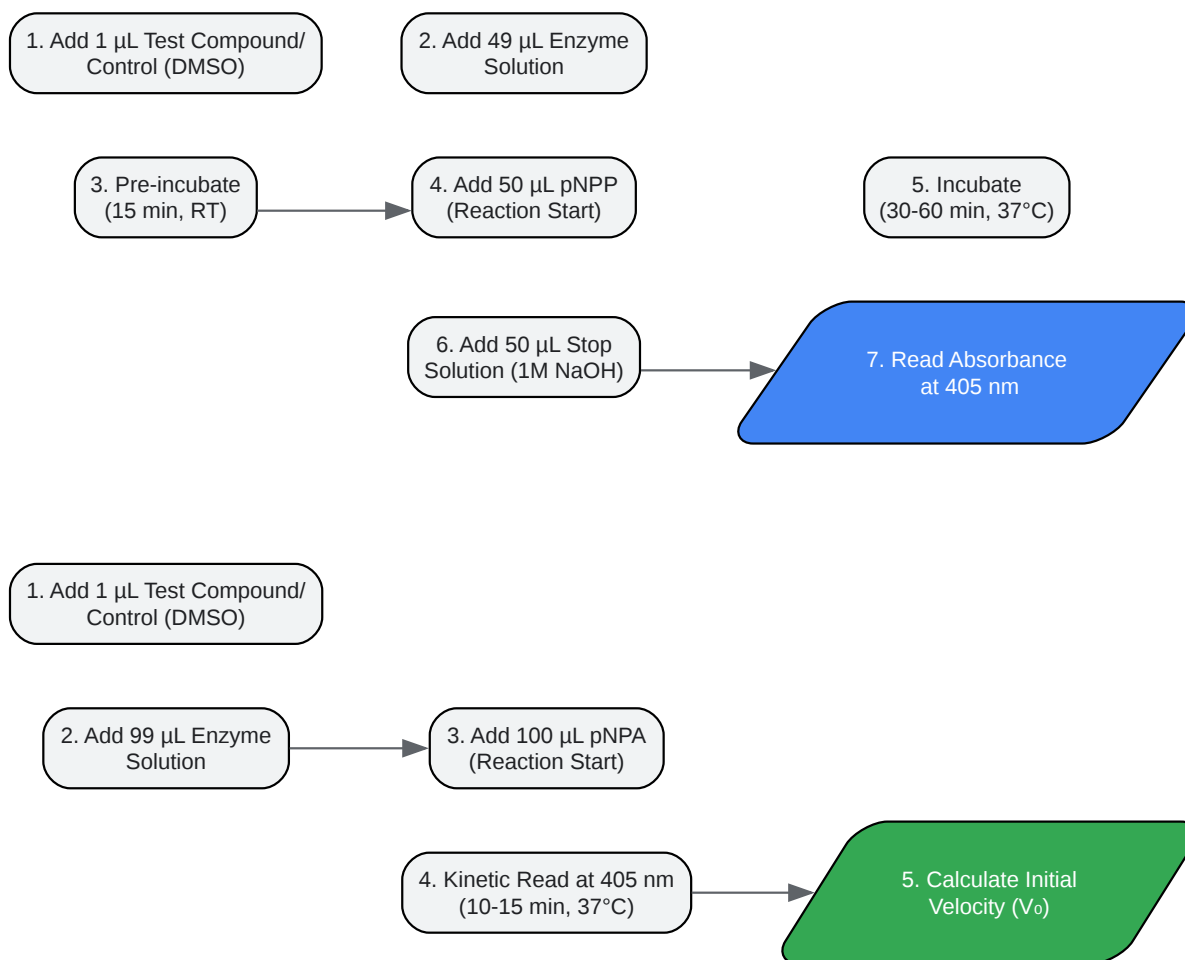 1. Add 1 µL Test Compound/
Control (DMSO)
2. Add 49 µL Enzyme
Solution
3. Pre-incubate
(15 min, RT)
4. Add 50 µL pNPP
(Reaction Start)
5. Incubate
(30-60 min, 37°C)
6. Add 50 µL Stop
Solution (1M NaOH)
7. Read Absorbance
at 405 nm
1. Add 1 µL Test Compound/
Control (DMSO)
2. Add 99 µL Enzyme
Solution
3. Add 100 µL pNPA
(Reaction Start)
4. Kinetic Read at 405 nm
(10-15 min, 37°C)
5. Calculate Initial
Velocity (V₀)